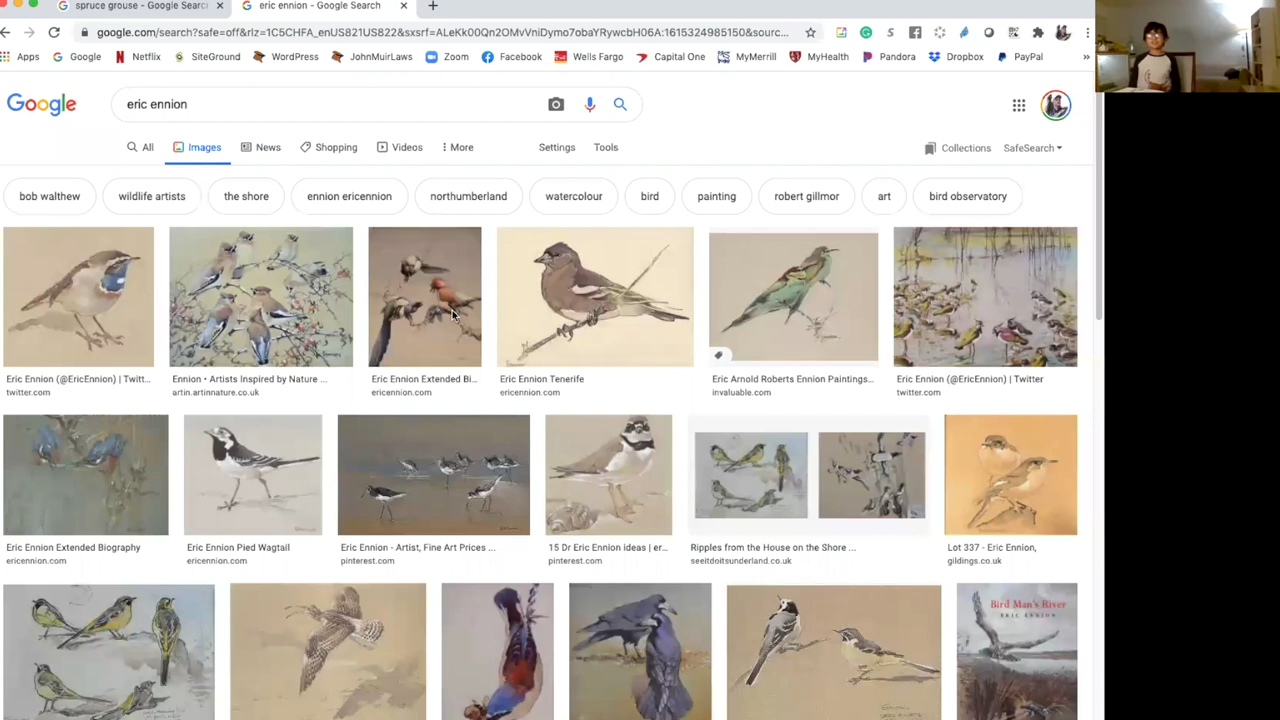 spruce grouse - Google Search
eric ennion - Google Search
google.com/search?safe=off&rlz=1C5CHFA_enUS821US822&sxsrf=ALeKk00Qn2OMvVniDymo7obaYRywcbH06A:1615324985150&sourc...
Apps Google Netflix SiteGround WordPress JohnMuirLaws Zoom Facebook Wells Fargo Capital One MyMerrill MyHealth Pandora Dropbox PayPal »
Google
eric ennion
All Images News Shopping Videos More Settings Tools Collections SafeSearch
bob walthew wildlife artists the shore ennion ericennion northumberland watercolour bird painting robert gillmor art bird observatory
Eric Ennion (@EricEnnion) | Twitt...
twitter.com
Ennion • Artists Inspired by Nature ...
artin.artinnature.co.uk
Eric Ennion Extended Bi...
ericennion.com
Eric Ennion Tenerife
ericennion.com
Eric Arnold Roberts Ennion Paintings...
invaluable.com
Eric Ennion (@EricEnnion) | Twitter
twitter.com
Eric Ennion Extended Biography
ericennion.com
Eric Ennion Pied Wagtail
ericennion.com
Eric Ennion - Artist, Fine Art Prices ...
pinterest.com
15 Dr Eric Ennion ideas | er...
pinterest.com
Ripples from the House on the Shore ...
seeitdoitsunderland.co.uk
Lot 337 - Eric Ennion,
gildings.co.uk
Bird Man's River
ERIC ENNION